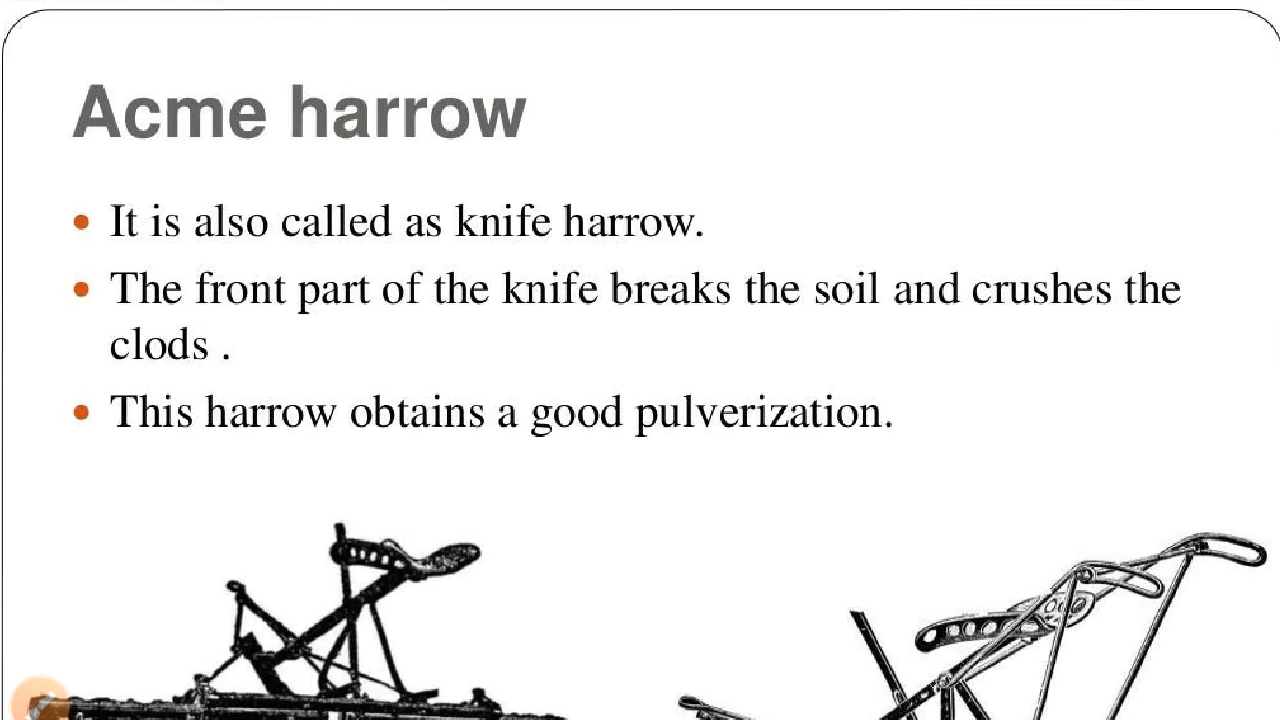 Acme harrow
• It is also called as knife harrow.
• The front part of the knife breaks the soil and crushes the
clods .
• This harrow obtains a good pulverization.